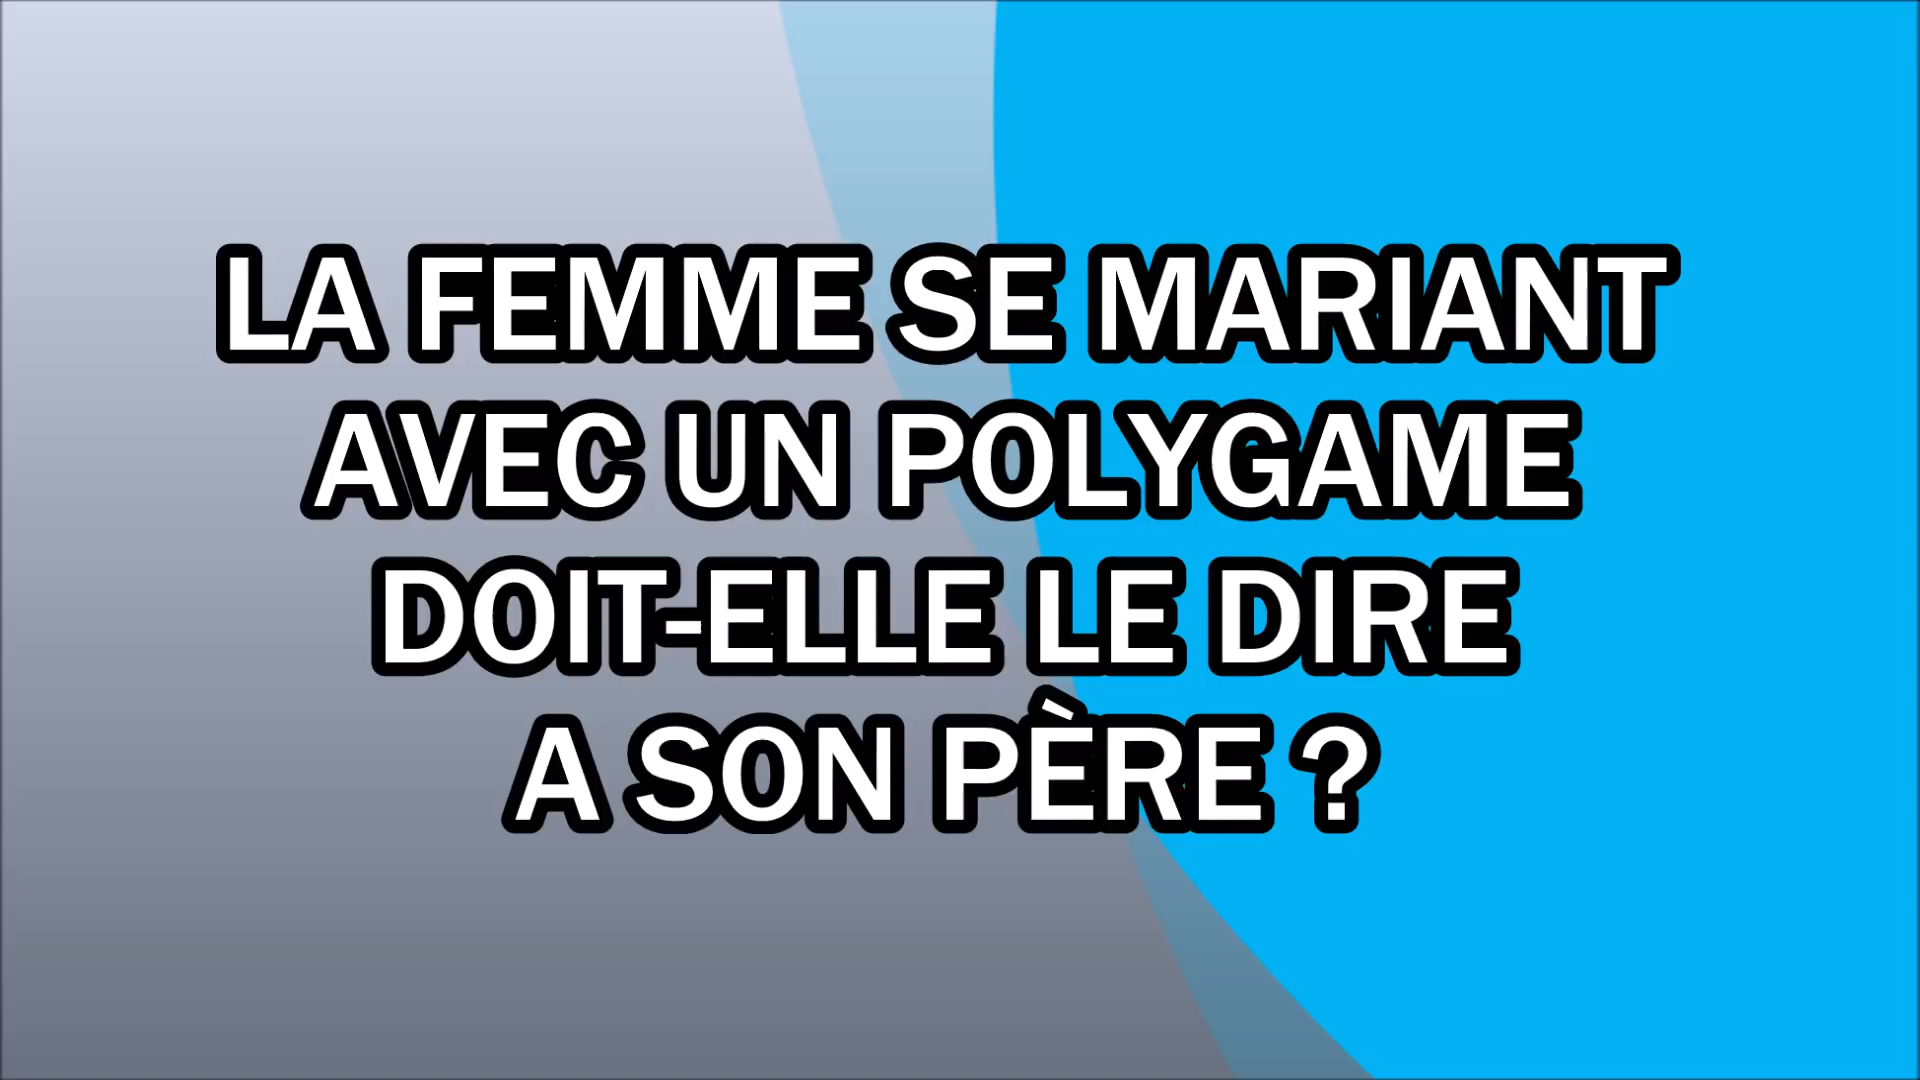 LA FEMME SE MARIANT
AVEC UN POLYGAME
DOIT-ELLE LE DIRE
A SON PÈRE ?